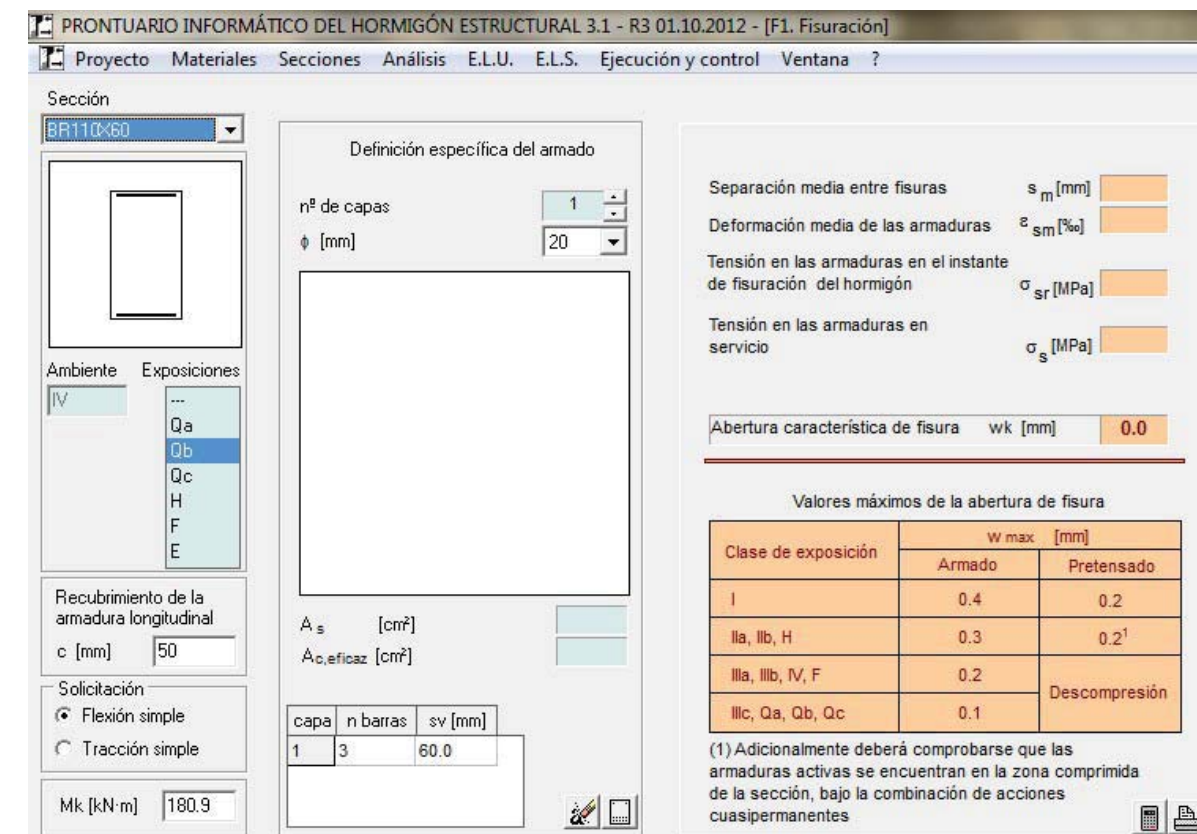 PRONTUARIO INFORMÁTICO DEL HORMIGÓN ESTRUCTURAL 3.1 - R3 01.10.2012 - [F1. Fisuración]
Proyecto Materiales Secciones Análisis E.L.U. E.L.S. Ejecución y control Ventana ?
Sección
BR110X60
Ambiente Exposiciones
IV
---
Qa
Qb
Qc
H
F
E
Recubrimiento de la
armadura longitudinal
c [mm] 50
Solicitación
Flexión simple
Tracción simple
Mk [kN·m] 180.9
Definición específica del armado
nº de capas 1
ϕ [mm] 20
A s [cm²]
Ac,eficaz [cm²]
capa n barras sv [mm]
1 3 60.0
Separación media entre fisuras s m [mm]
Deformación media de las armaduras ε sm [‰]
Tensión en las armaduras en el instante
de fisuración del hormigón σ sr [MPa]
Tensión en las armaduras en
servicio σ s [MPa]
Abertura característica de fisura wk [mm] 0.0
Valores máximos de la abertura de fisura
Clase de exposición W max [mm]
Armado Pretensado
I 0.4 0.2
IIa, IIb, H 0.3 0.2¹
IIIa, IIIb, IV, F 0.2 Descompresión
IIIc, Qa, Qb, Qc 0.1
(1) Adicionalmente deberá comprobarse que las
armaduras activas se encuentran en la zona comprimida
de la sección, bajo la combinación de acciones
cuasipermanentes